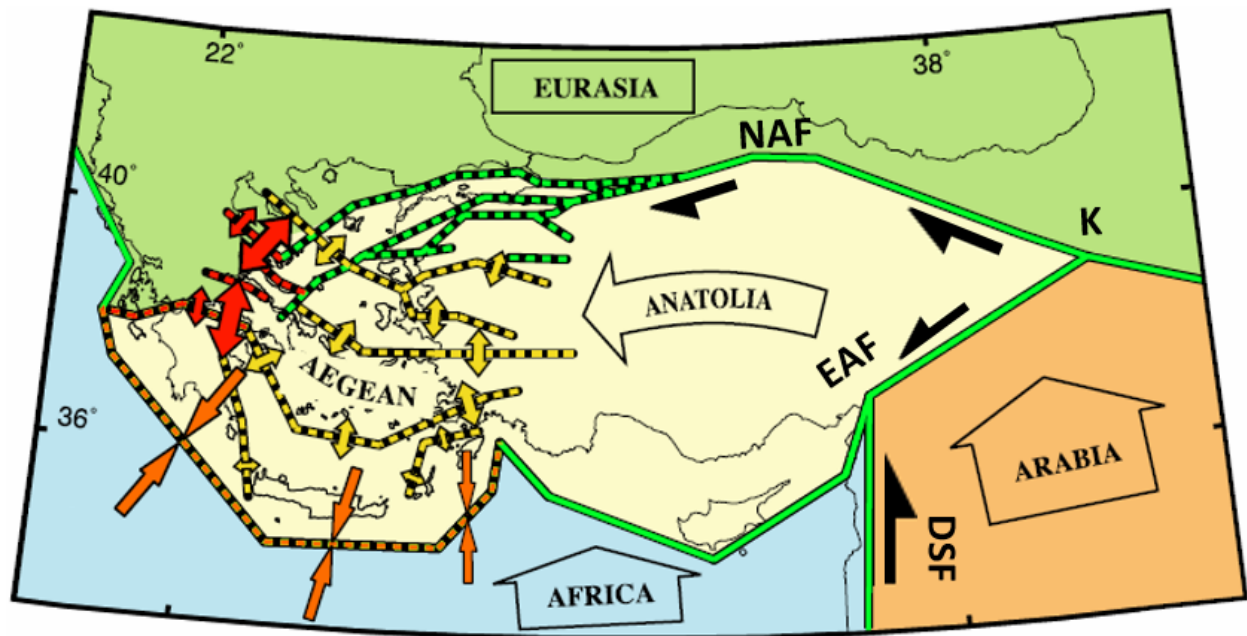 22°
38°
EURASIA
NAF
40°
K
ANATOLIA
EAF
AEGEAN
36°
ARABIA
DSF
AFRICA